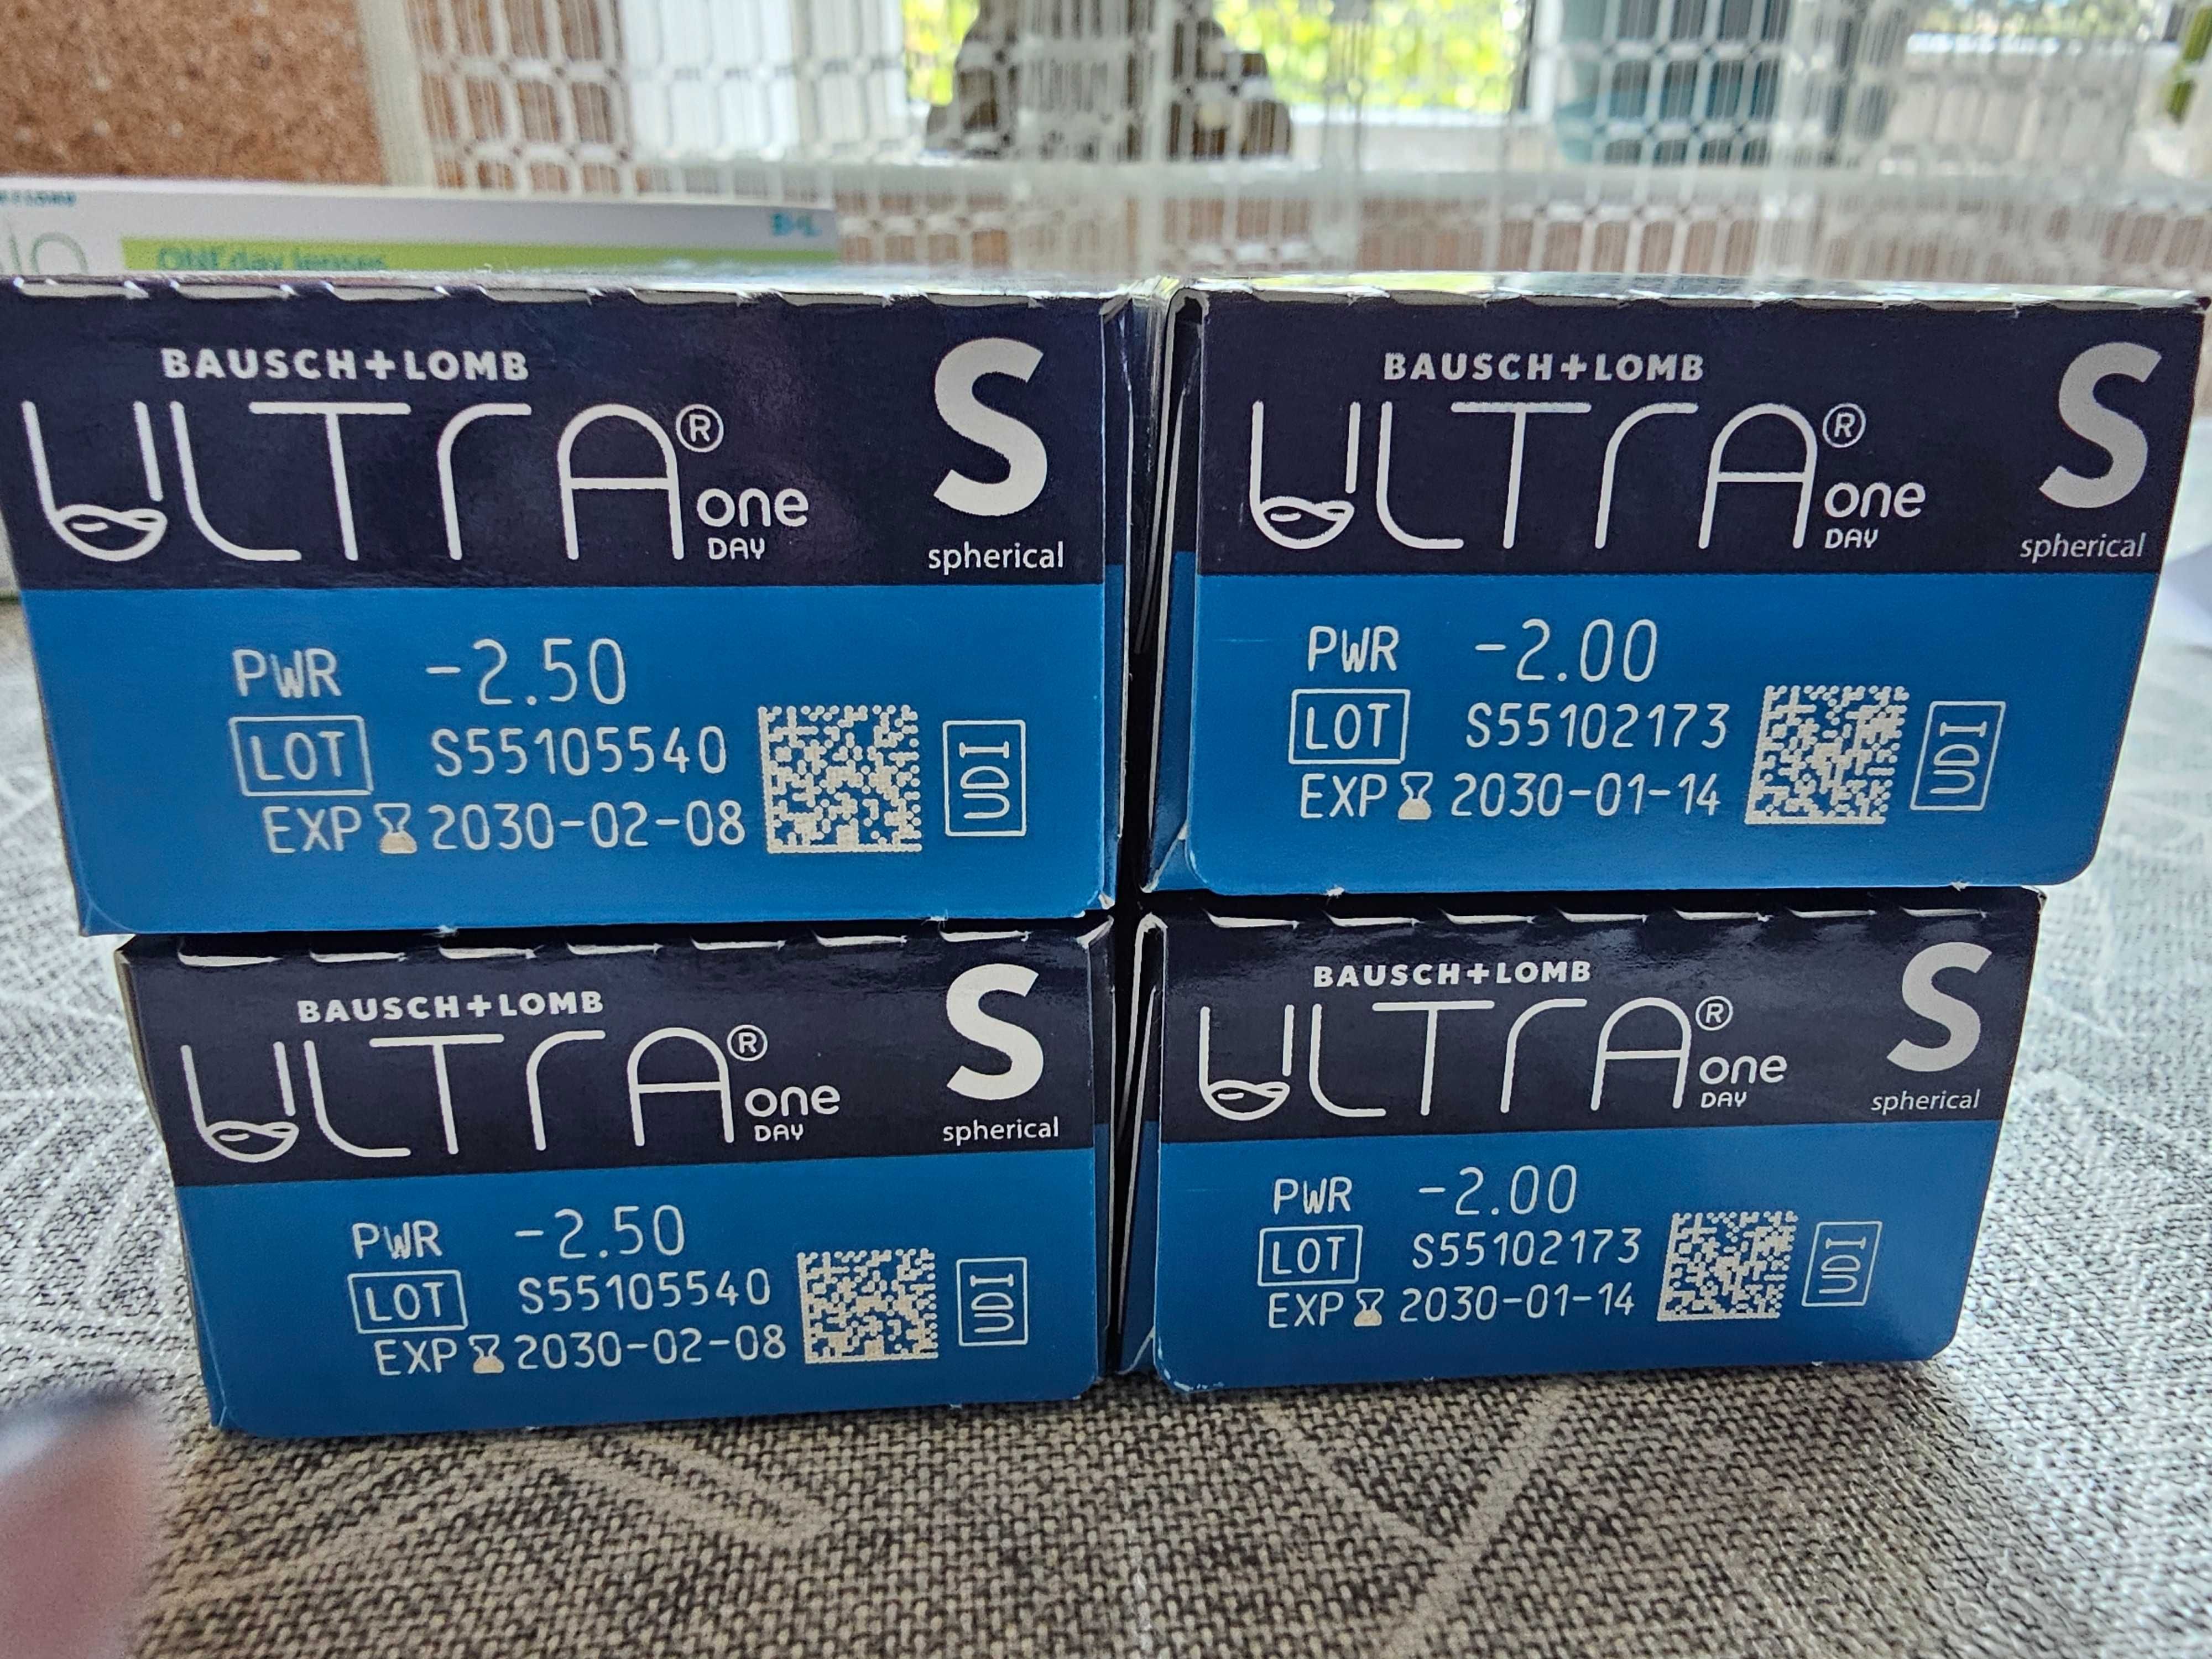 ONE day lenses
B+L
BAUSCH+LOMB
ULTRA®
one
DAY
S
spherical
PWR -2.50
LOT S55105540
EXP 2030-02-08
UDI
BAUSCH+LOMB
ULTRA®
one
DAY
S
spherical
PWR -2.00
LOT S55102173
EXP 2030-01-14
UDI
BAUSCH+LOMB
ULTRA®
one
DAY
S
spherical
PWR -2.50
LOT S55105540
EXP 2030-02-08
UDI
BAUSCH+LOMB
ULTRA®
one
DAY
S
spherical
PWR -2.00
LOT S55102173
EXP 2030-01-14
UDI